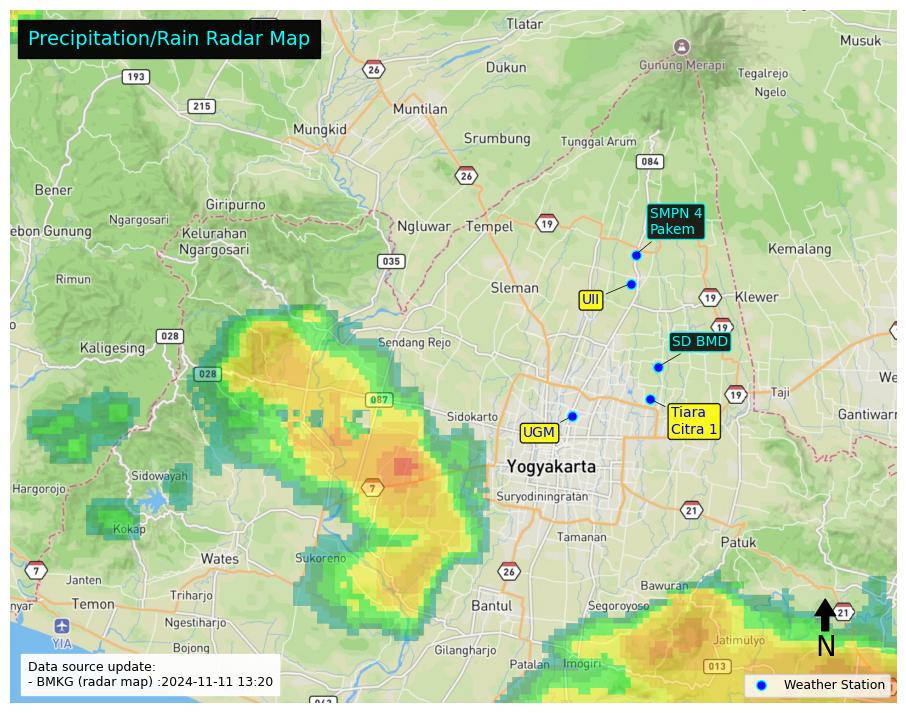 Precipitation/Rain Radar Map
Tlatar
Musuk
26
193
Dukun
Gunung Merapi
Tegalrejo
Ngelo
215
Muntilan
Mungkid
Srumbung
Tunggal Arum
084
26
Bener
Giripurno
Ngargosari
Ngluwar
Tempel
19
SMPN 4
Pakem
ebon Gunung
Kelurahan
Ngargosari
Kemalang
035
Rimun
Sleman
UII
19
Klewer
o
028
19
Kaligesing
Sendang Rejo
SD BMD
028
We
087
19
Taji
Sidokarto
UGM
Tiara
Citra 1
Gantiwarn
Yogyakarta
Sidowayah
Hargorojo
7
Suryodiningratan
21
Kokap
Tamanan
Patuk
Wates
Sukoreno
7
26
Janten
Bawuran
nyar
Temon
Triharjo
Bantul
Segoroyoso
21
Ngestiharjo
YIA
Bojong
Gilangharjo
Jatimulyo
N
Patalan
Imogiri
013
Data source update:
- BMKG (radar map) :2024-11-11 13:20
Weather Station